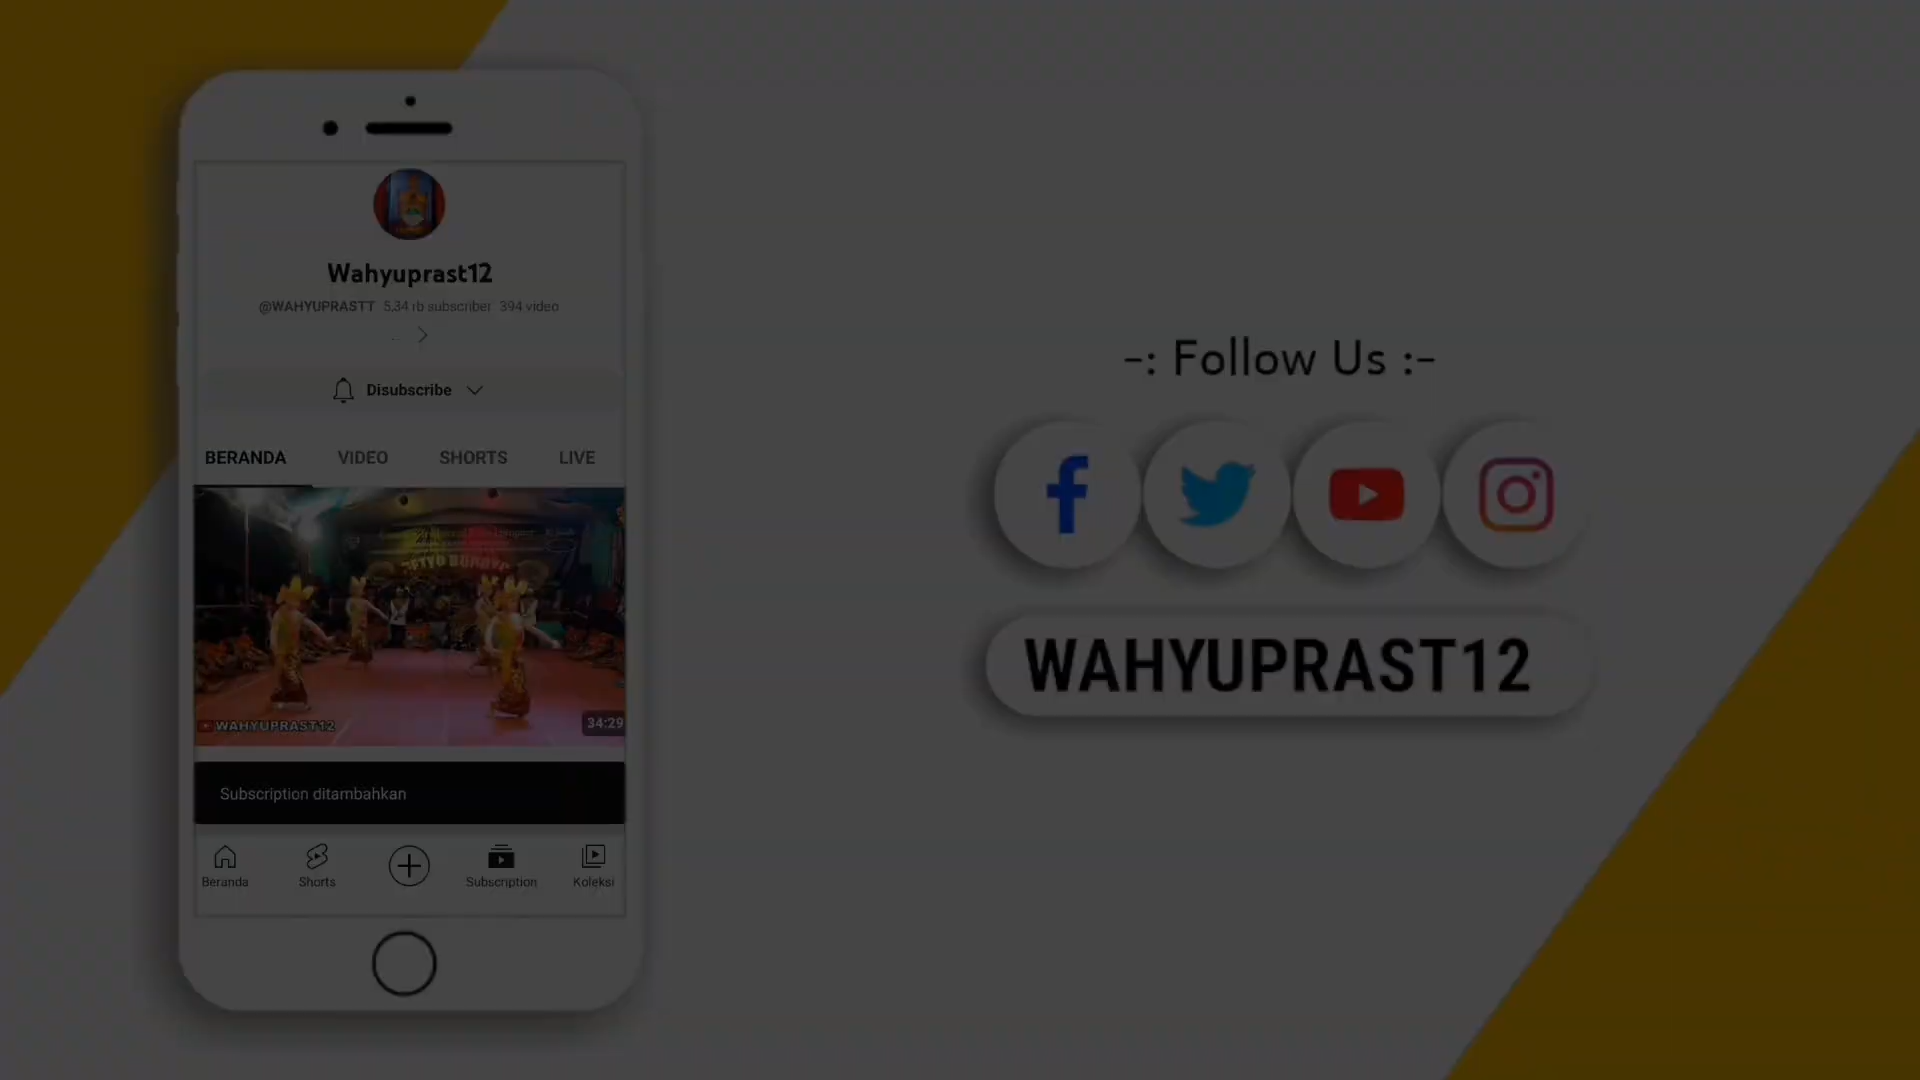 Wahyuprast12
@WAHYUPRASTT 5,34 rb subscriber 394 video
Disubscribe
BERANDA VIDEO SHORTS LIVE
WAHYUPRAST12
34:29
Subscription ditambahkan
Beranda Shorts Subscription Koleksi
-: Follow Us :-
WAHYUPRAST12